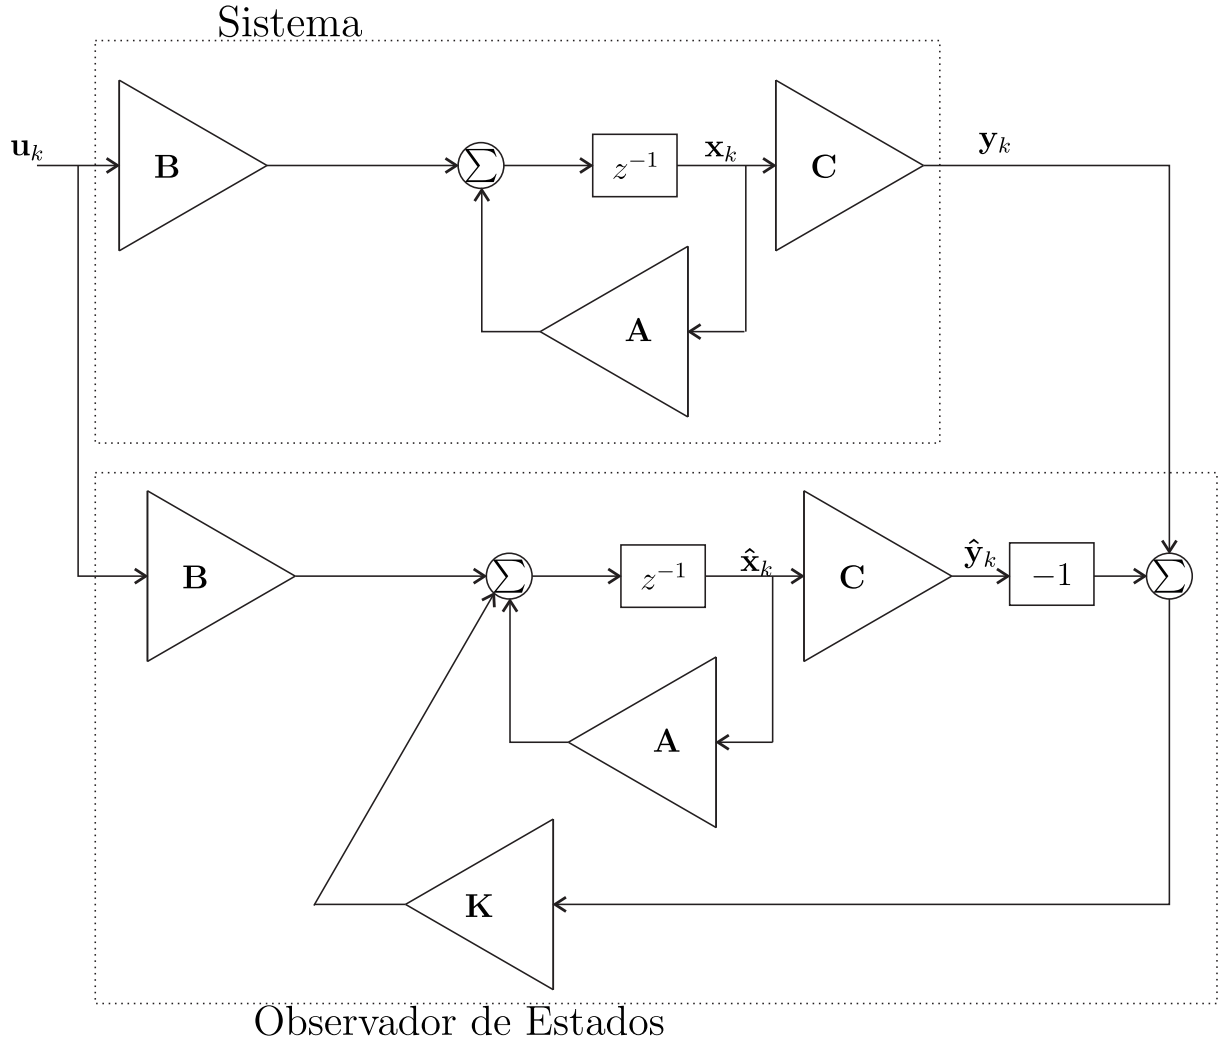 Sistema
u_k
B
Σ
z^{-1}
x_k
C
y_k
A
B
Σ
z^{-1}
x̂_k
C
ŷ_k
−1
Σ
A
K
Observador de Estados